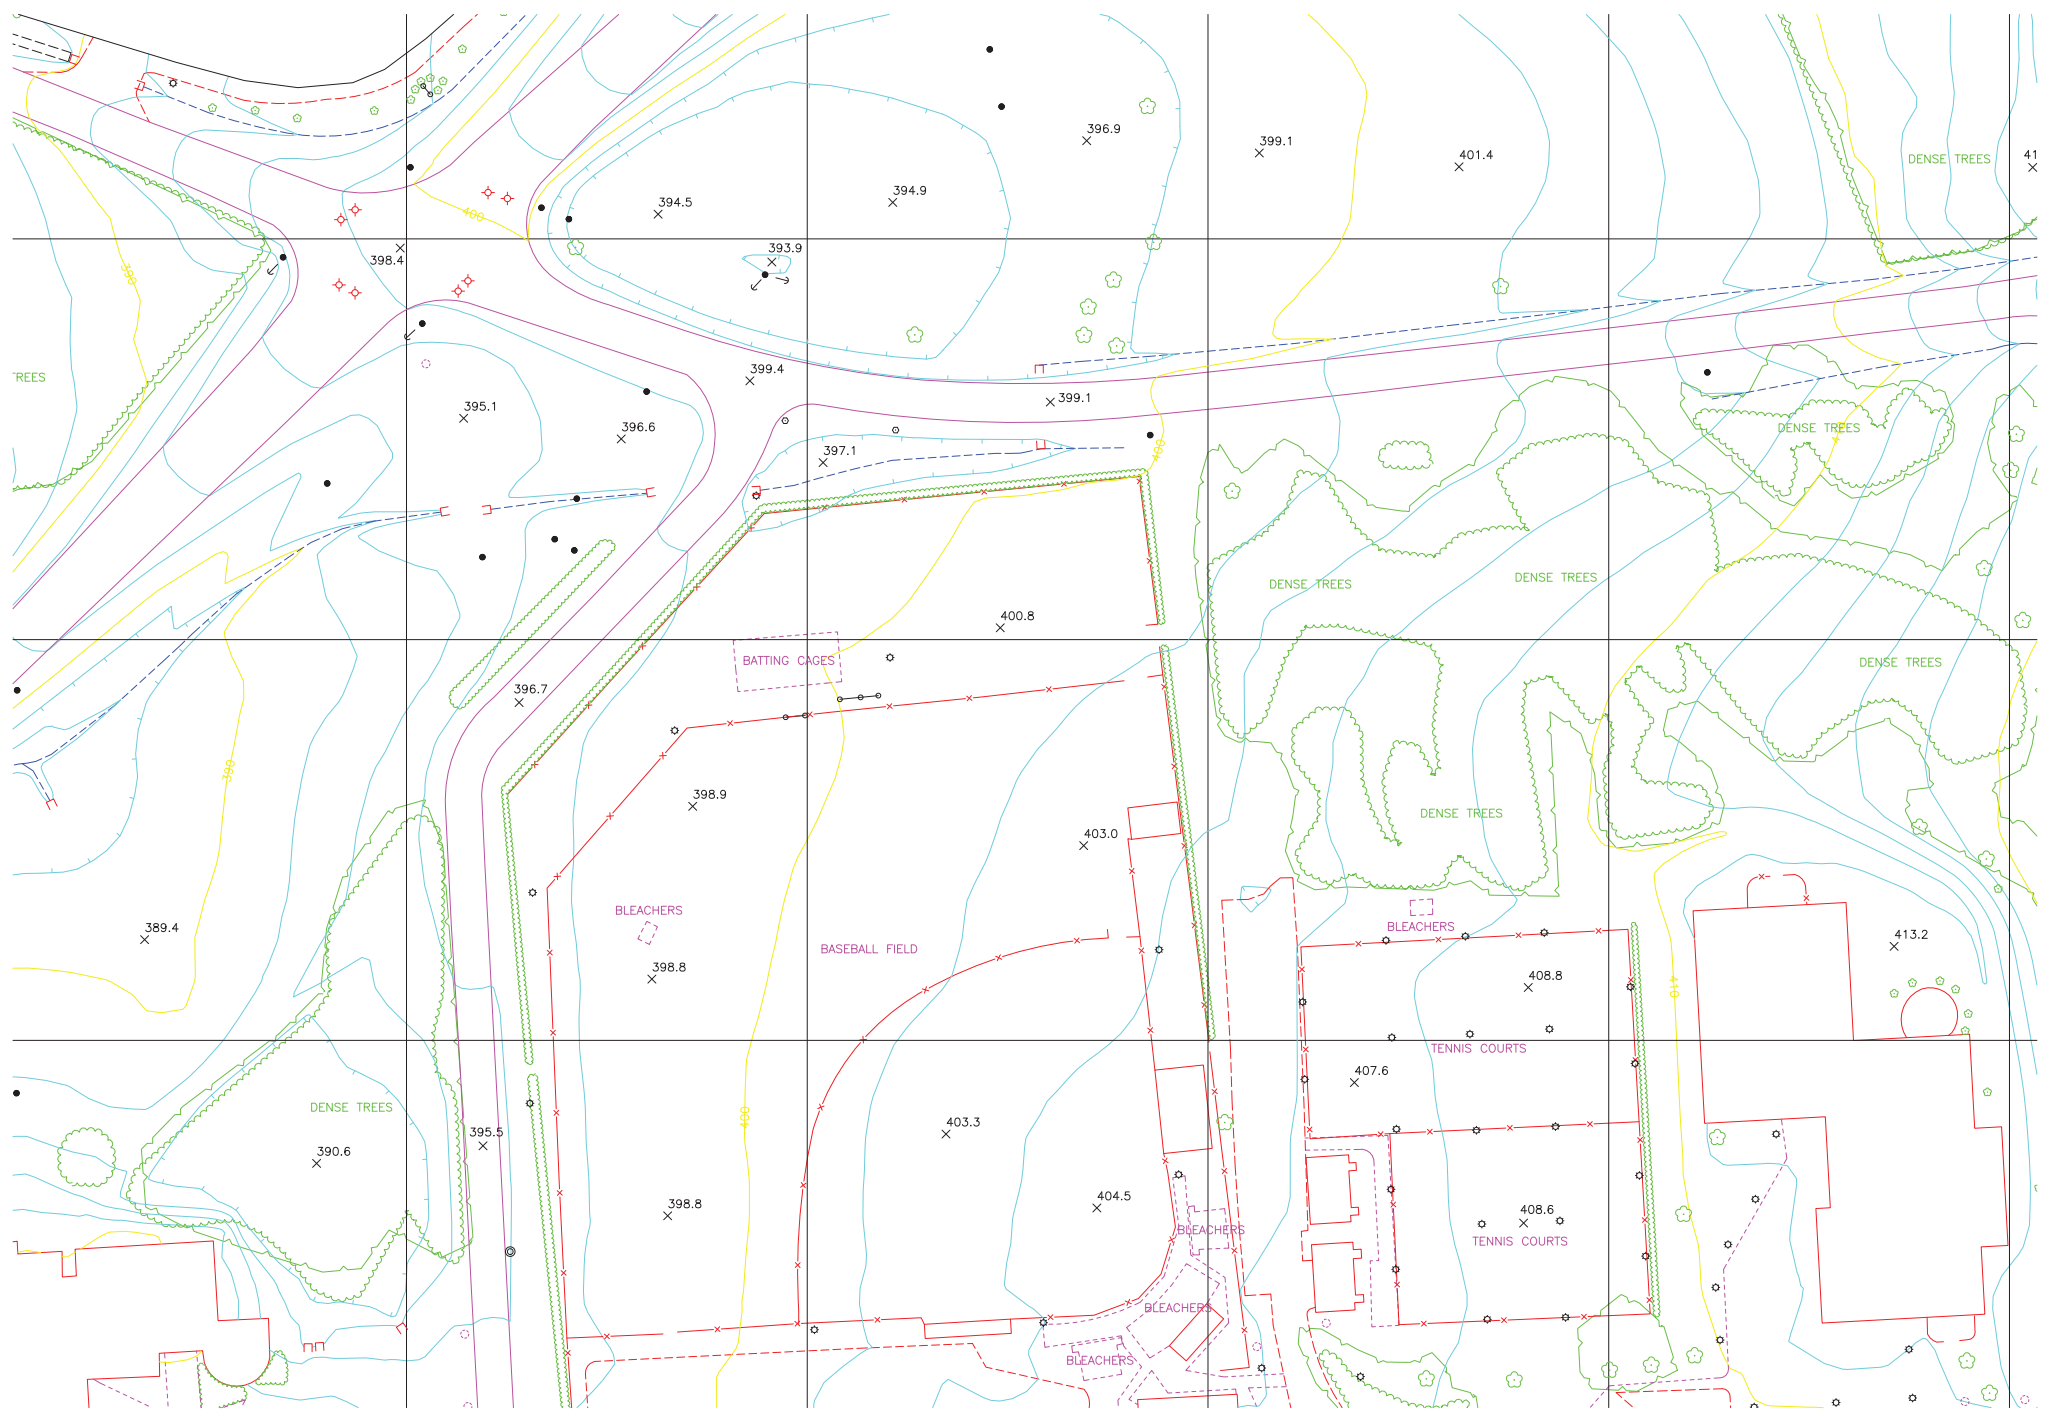 396.9
399.1
401.4
DENSE TREES
41
394.5
394.9
400
393.9
398.4
390
TREES
399.4
399.1
395.1
396.6
397.1
400
DENSE TREES
DENSE TREES
DENSE TREES
400.8
BATTING CAGES
DENSE TREES
396.7
390
398.9
403.0
DENSE TREES
BLEACHERS
BASEBALL FIELD
BLEACHERS
389.4
413.2
398.8
408.8
410
TENNIS COURTS
407.6
DENSE TREES
400
403.3
395.5
390.6
398.8
404.5
408.6
BLEACHERS
TENNIS COURTS
BLEACHERS
BLEACHERS